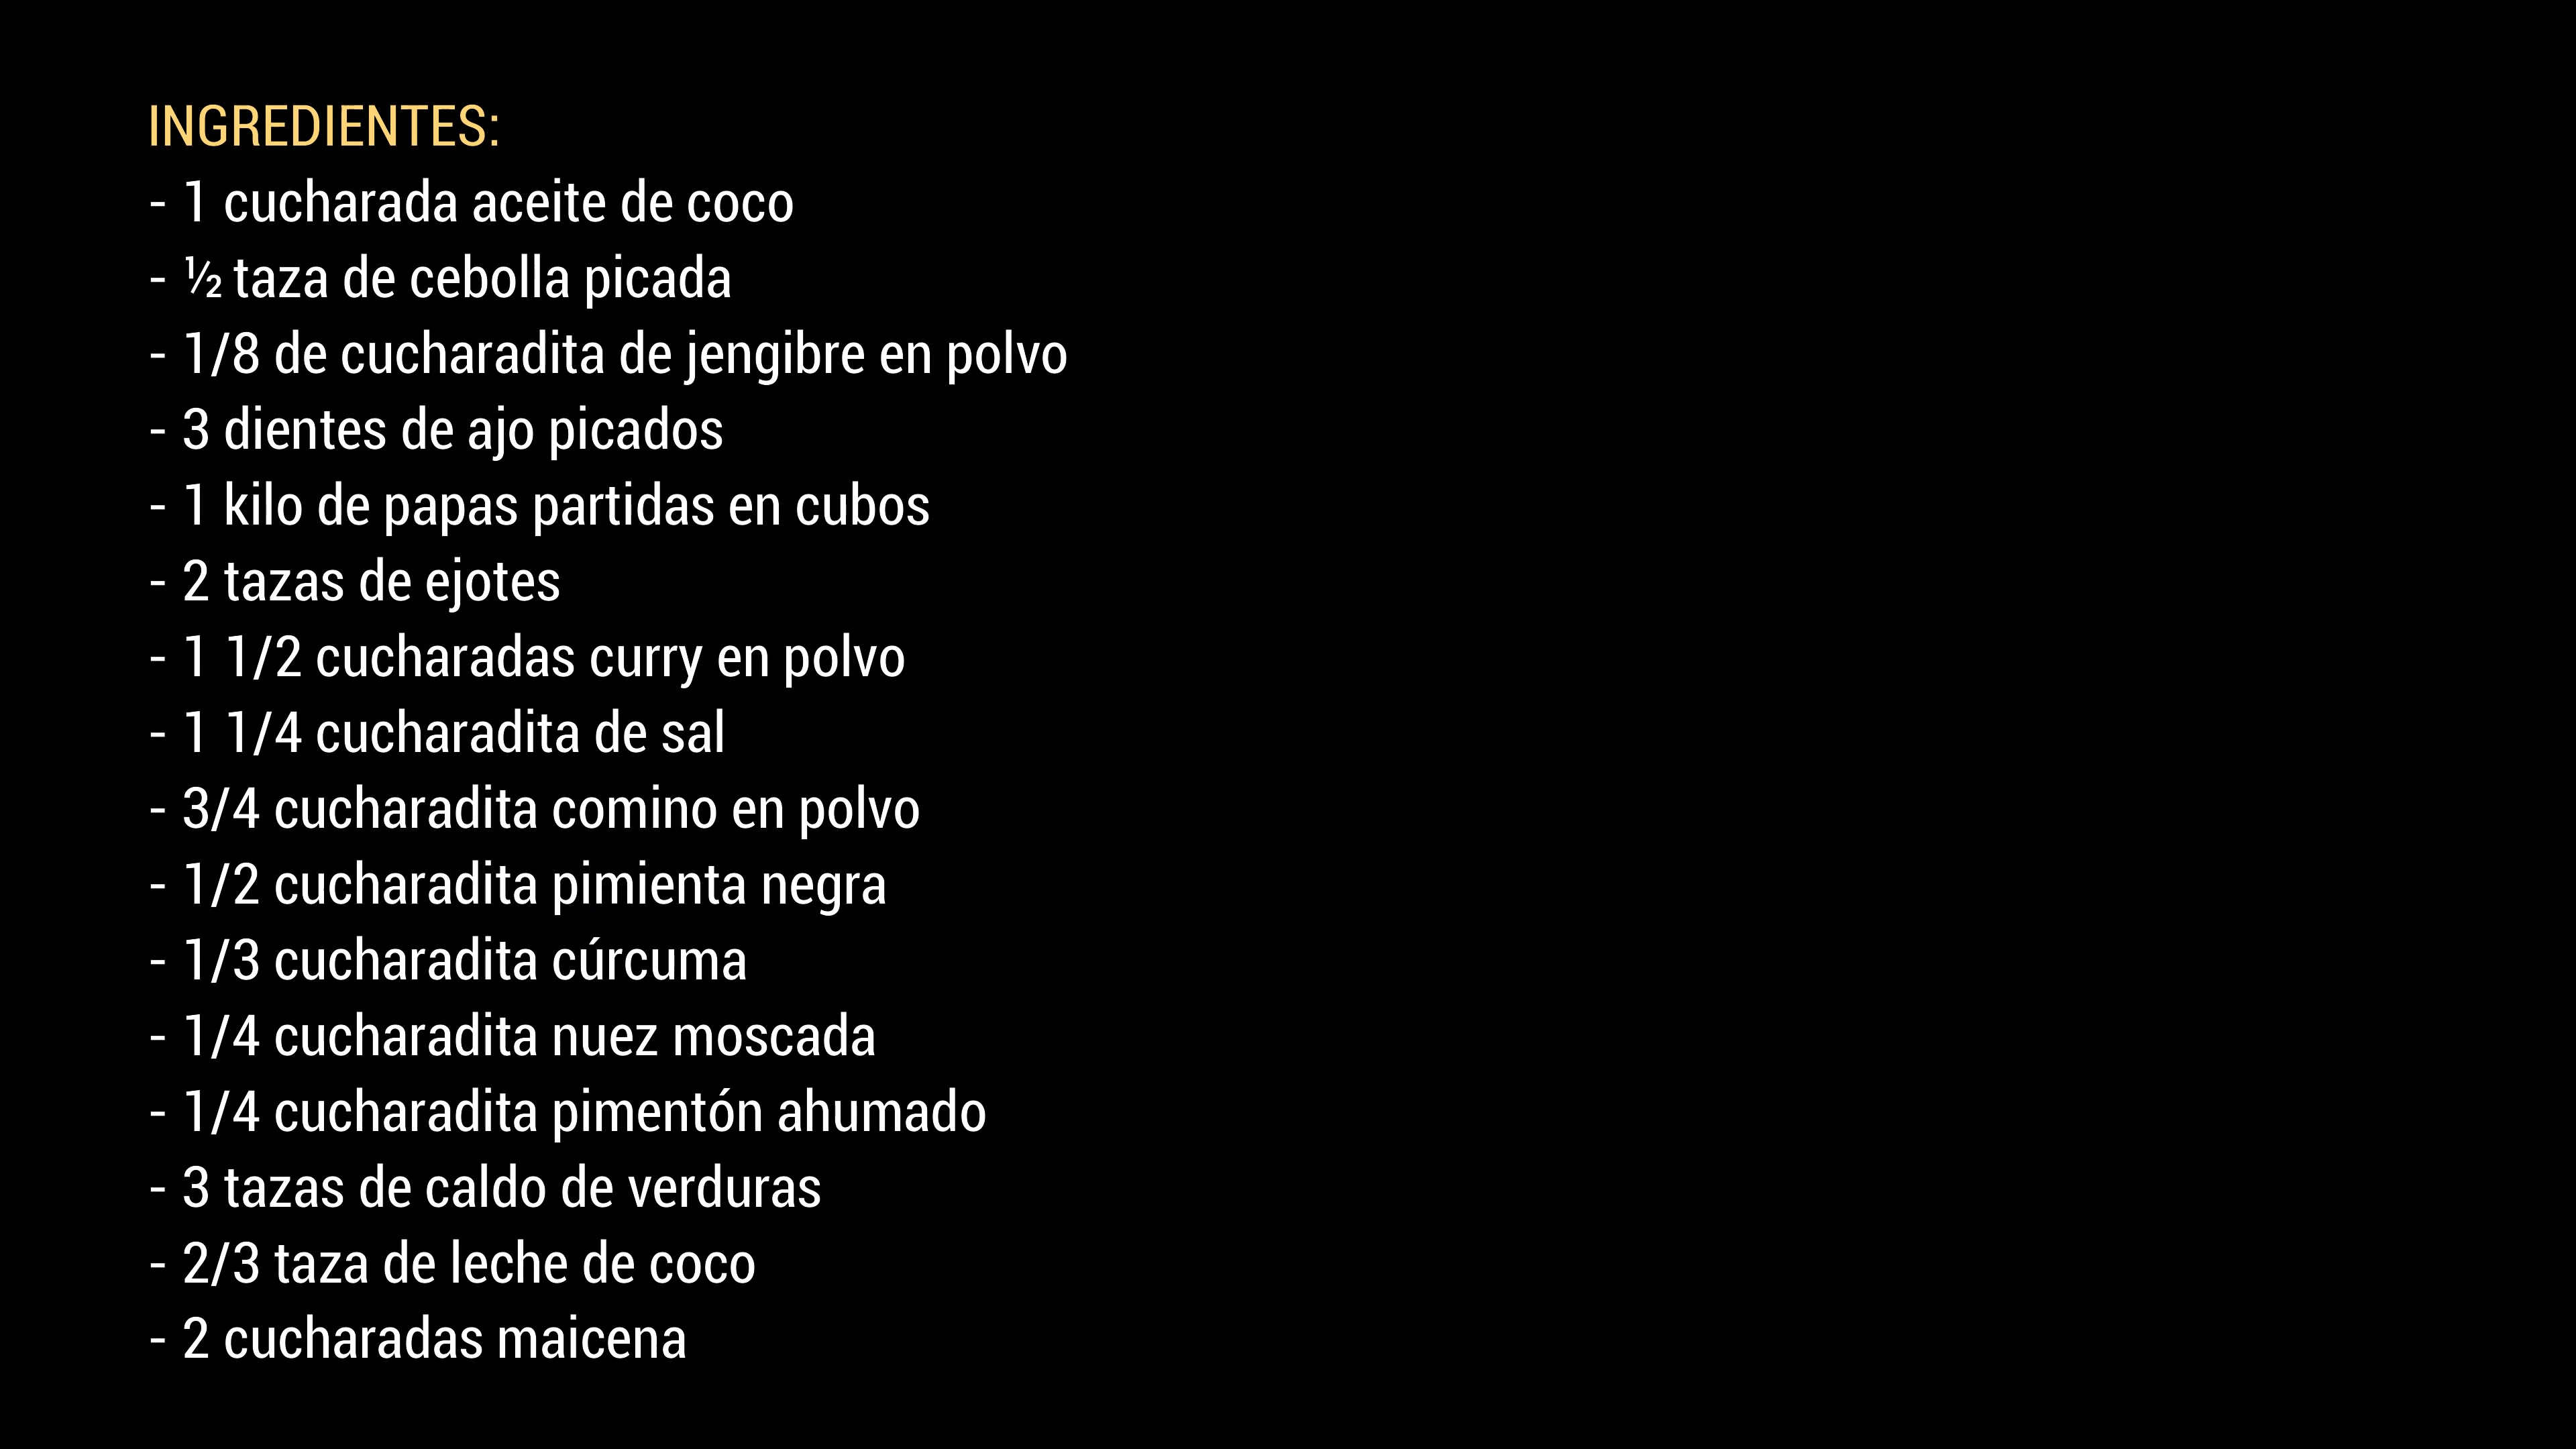 INGREDIENTES:
- 1 cucharada aceite de coco
- ½ taza de cebolla picada
- 1/8 de cucharadita de jengibre en polvo
- 3 dientes de ajo picados
- 1 kilo de papas partidas en cubos
- 2 tazas de ejotes
- 1 1/2 cucharadas curry en polvo
- 1 1/4 cucharadita de sal
- 3/4 cucharadita comino en polvo
- 1/2 cucharadita pimienta negra
- 1/3 cucharadita cúrcuma
- 1/4 cucharadita nuez moscada
- 1/4 cucharadita pimentón ahumado
- 3 tazas de caldo de verduras
- 2/3 taza de leche de coco
- 2 cucharadas maicena